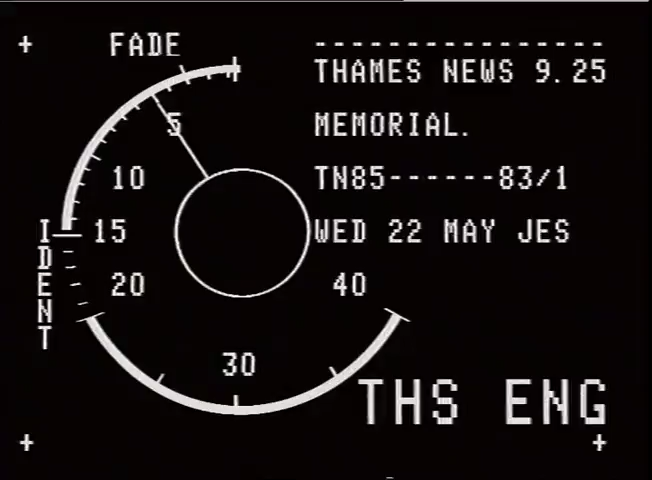 FADE
----------------
THAMES NEWS 9.25
MEMORIAL.
TN85------83/1
WED 22 MAY JES
5
10
15
20
30
40
IDENT
THS ENG